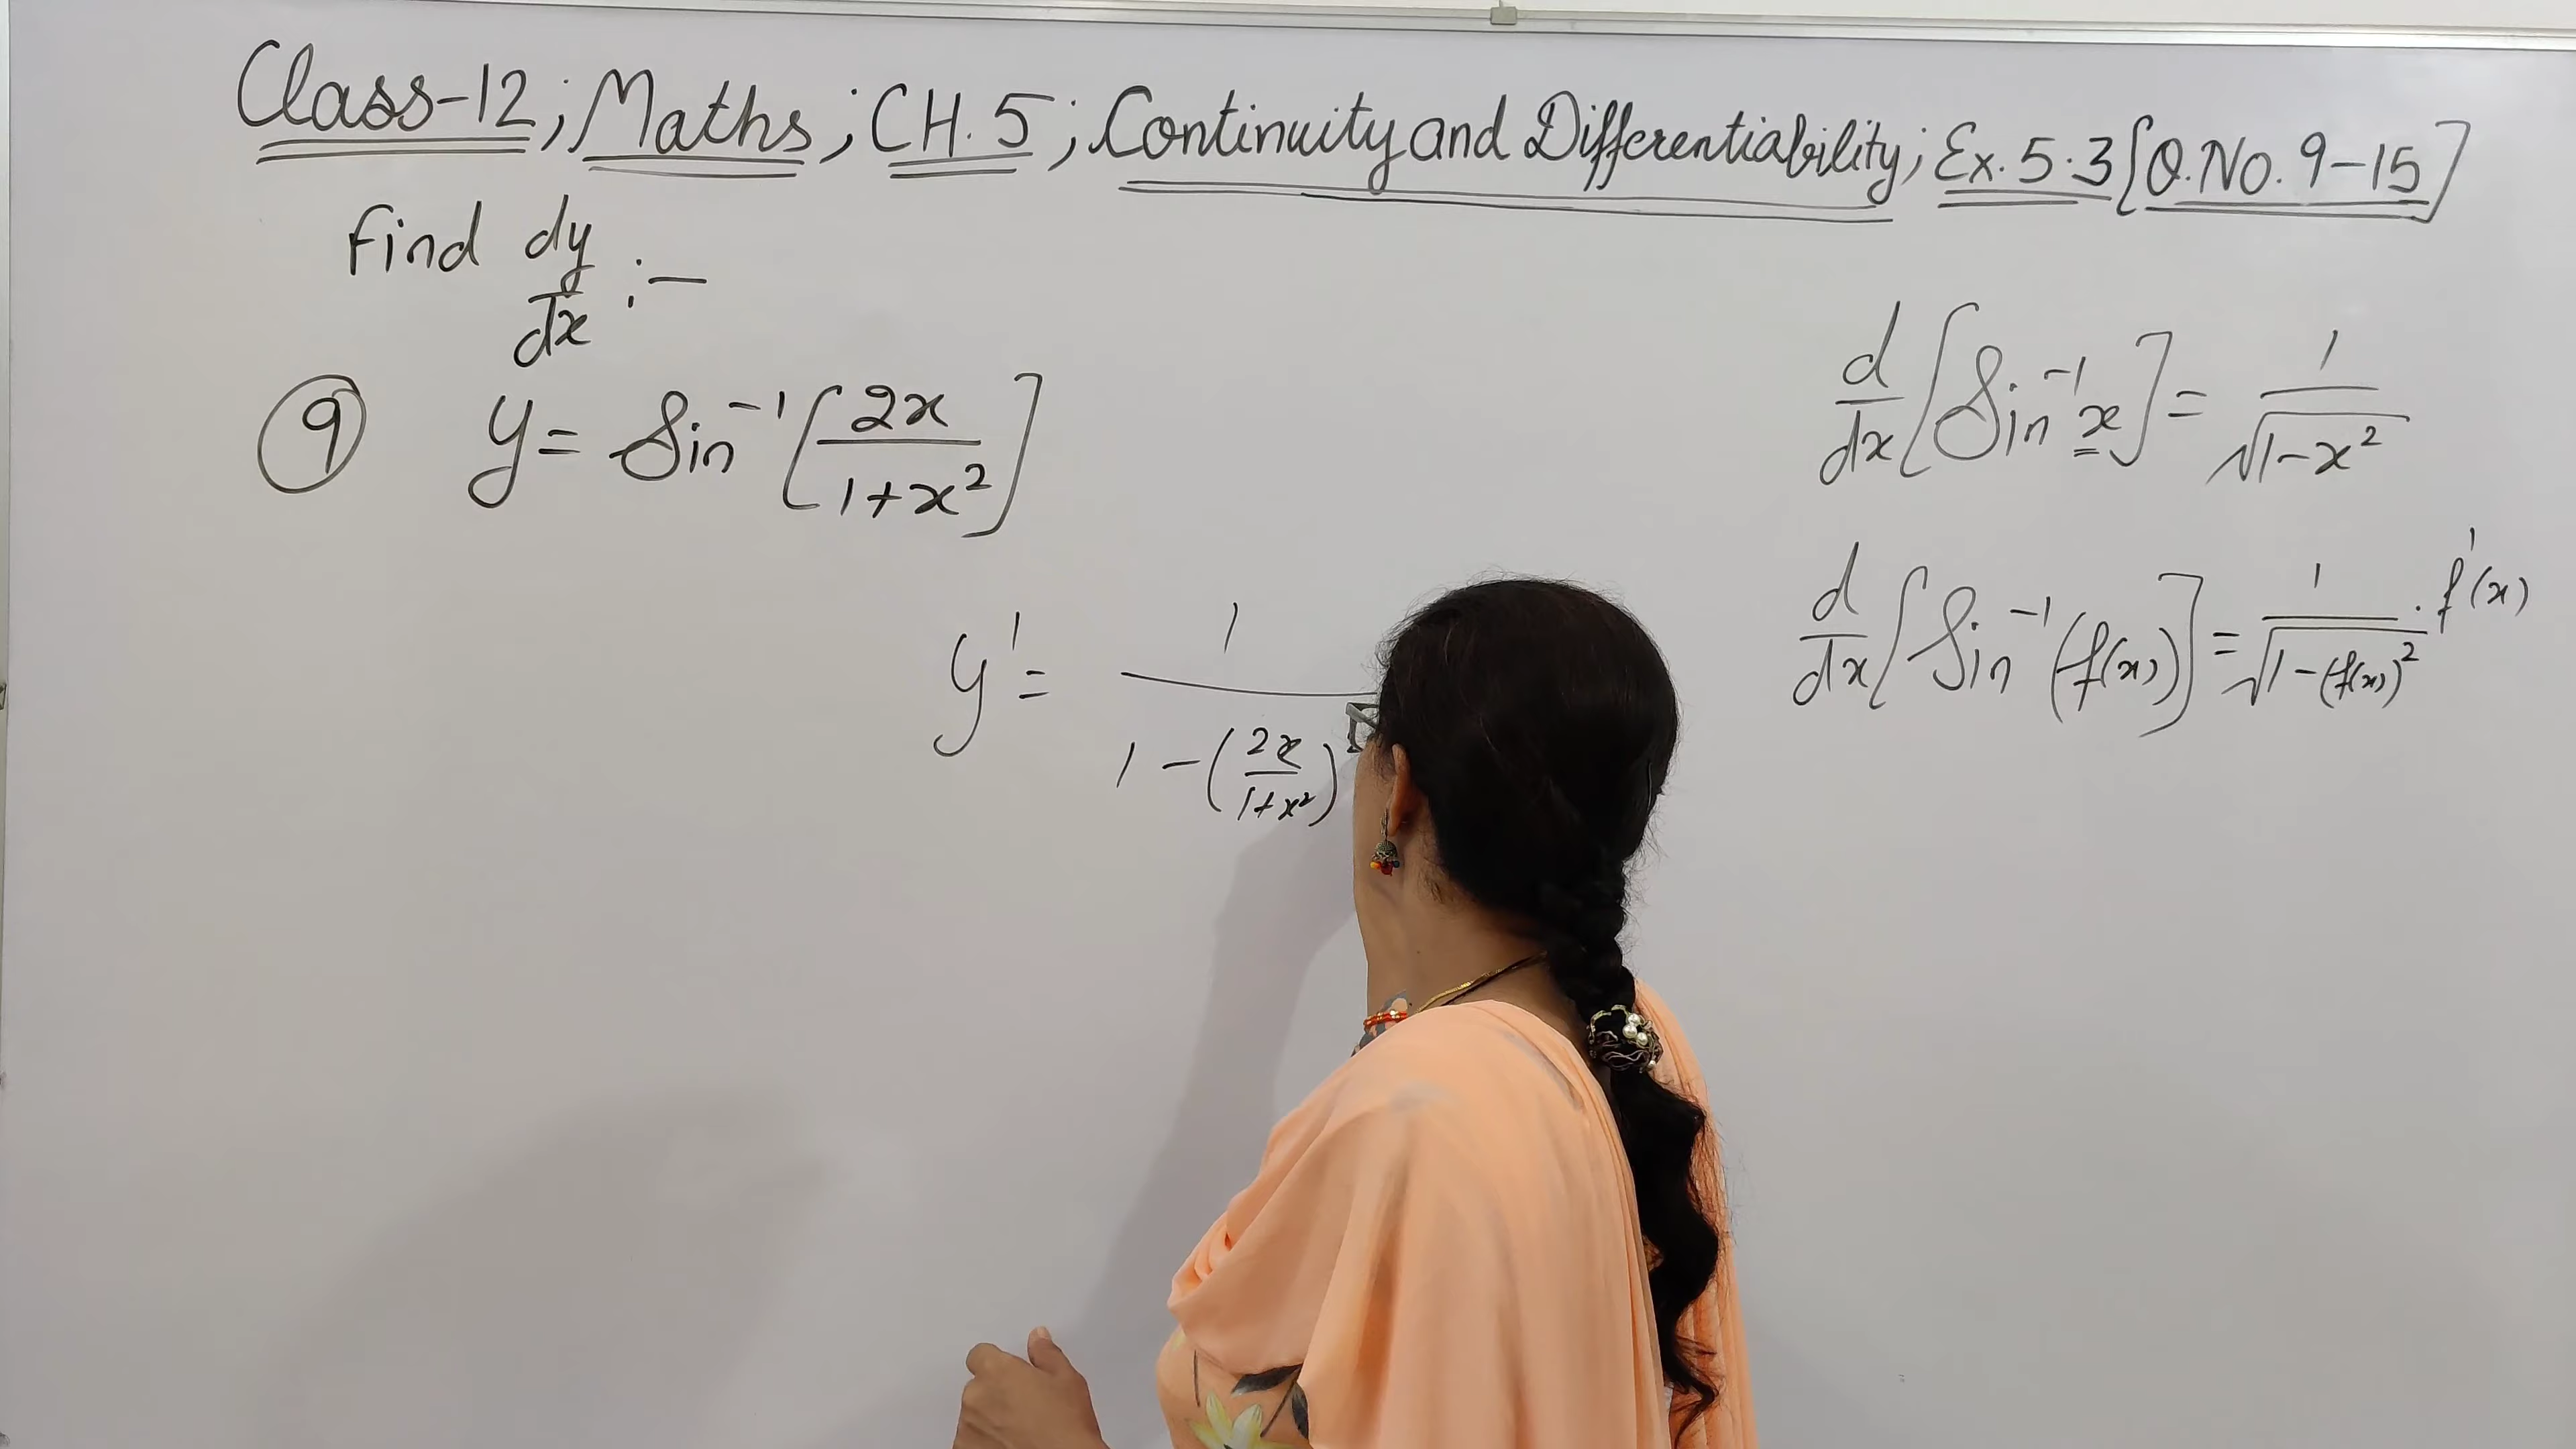 Class-12; Maths; CH. 5; Continuity and Differentiability; Ex. 5.3 [Q.No. 9-15]
Find dy/dx :-
9 y = Sin⁻¹[2x/1+x²]
d/dx[Sin⁻¹x] = 1/√1-x²
d/dx[Sin⁻¹(f(x))] = 1/√1-(f(x))² . f'(x)
y' = 1/1-(2x/1+x²)